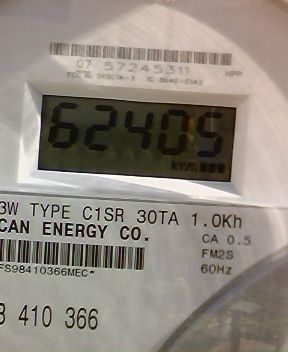 07 57245311 HPP
62405
kWh
3W TYPE C1SR 30TA 1.0Kh
CAN ENERGY CO. CA 0.5
FM2S
FS98410366MEC* 60Hz
3 410 366